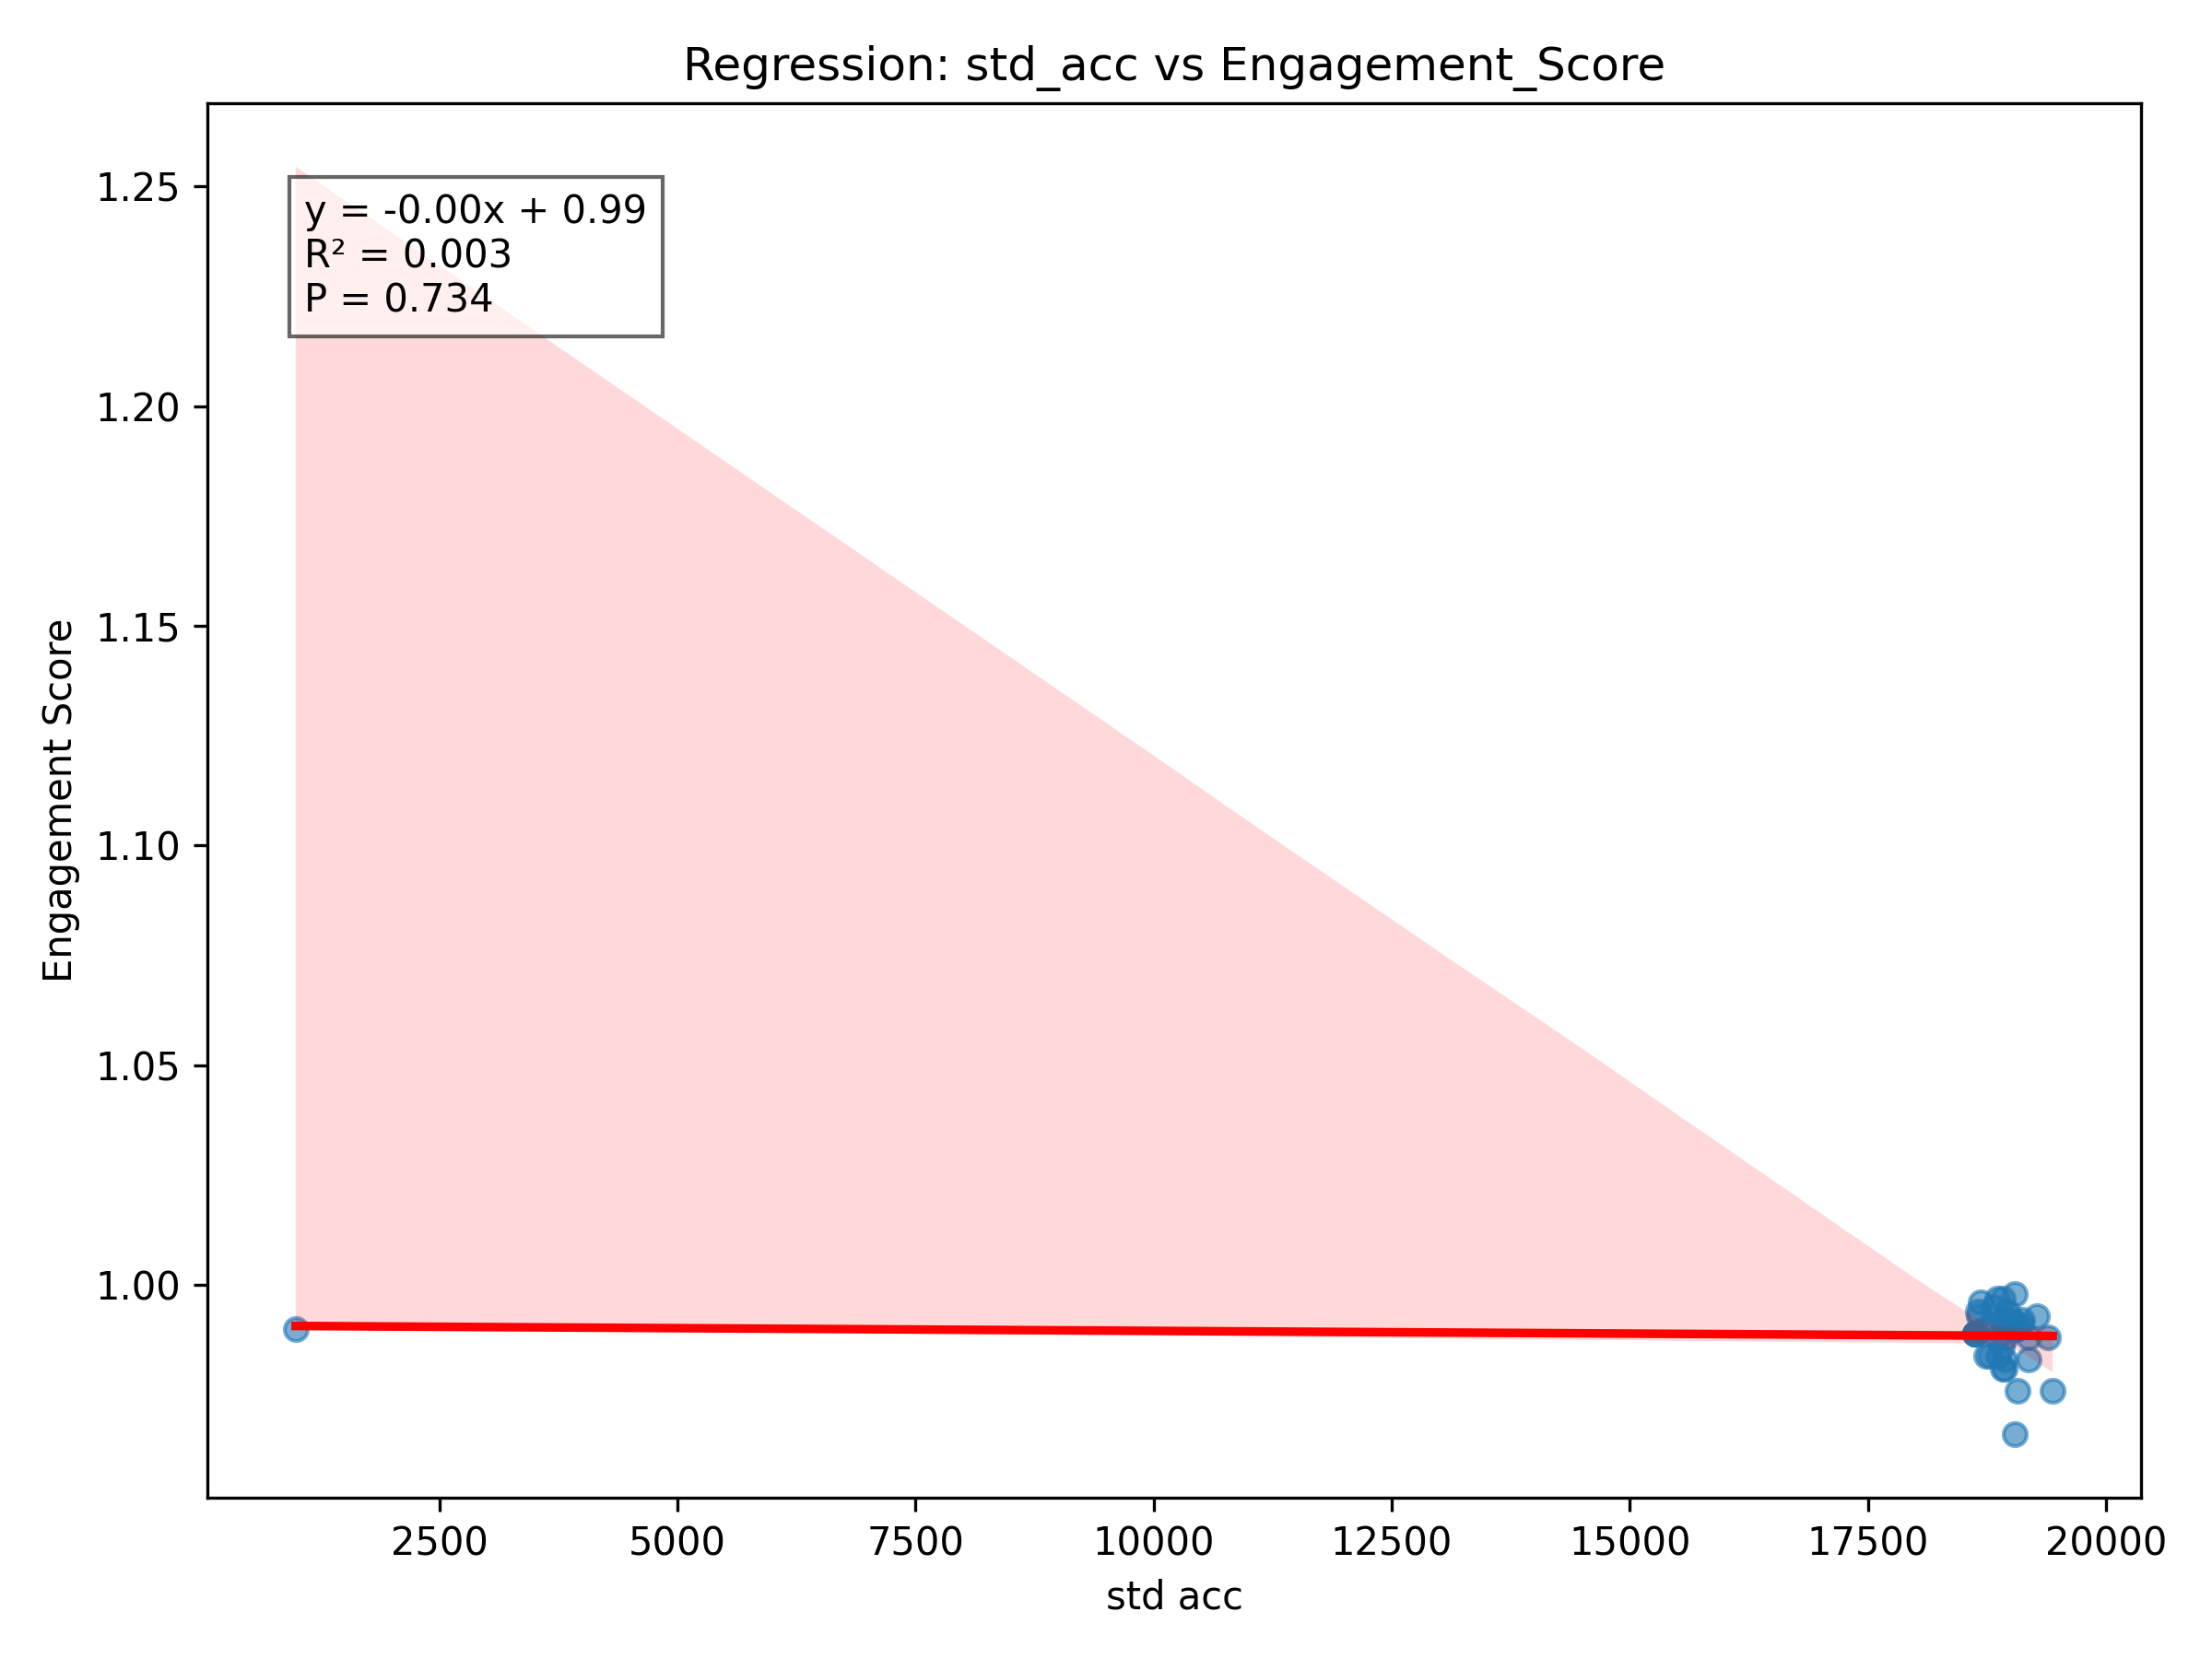 Regression: std_acc vs Engagement_Score
y = -0.00x + 0.99
R² = 0.003
P = 0.734
Engagement Score
1.25
1.20
1.15
1.10
1.05
1.00
2500 5000 7500 10000 12500 15000 17500 20000
std acc